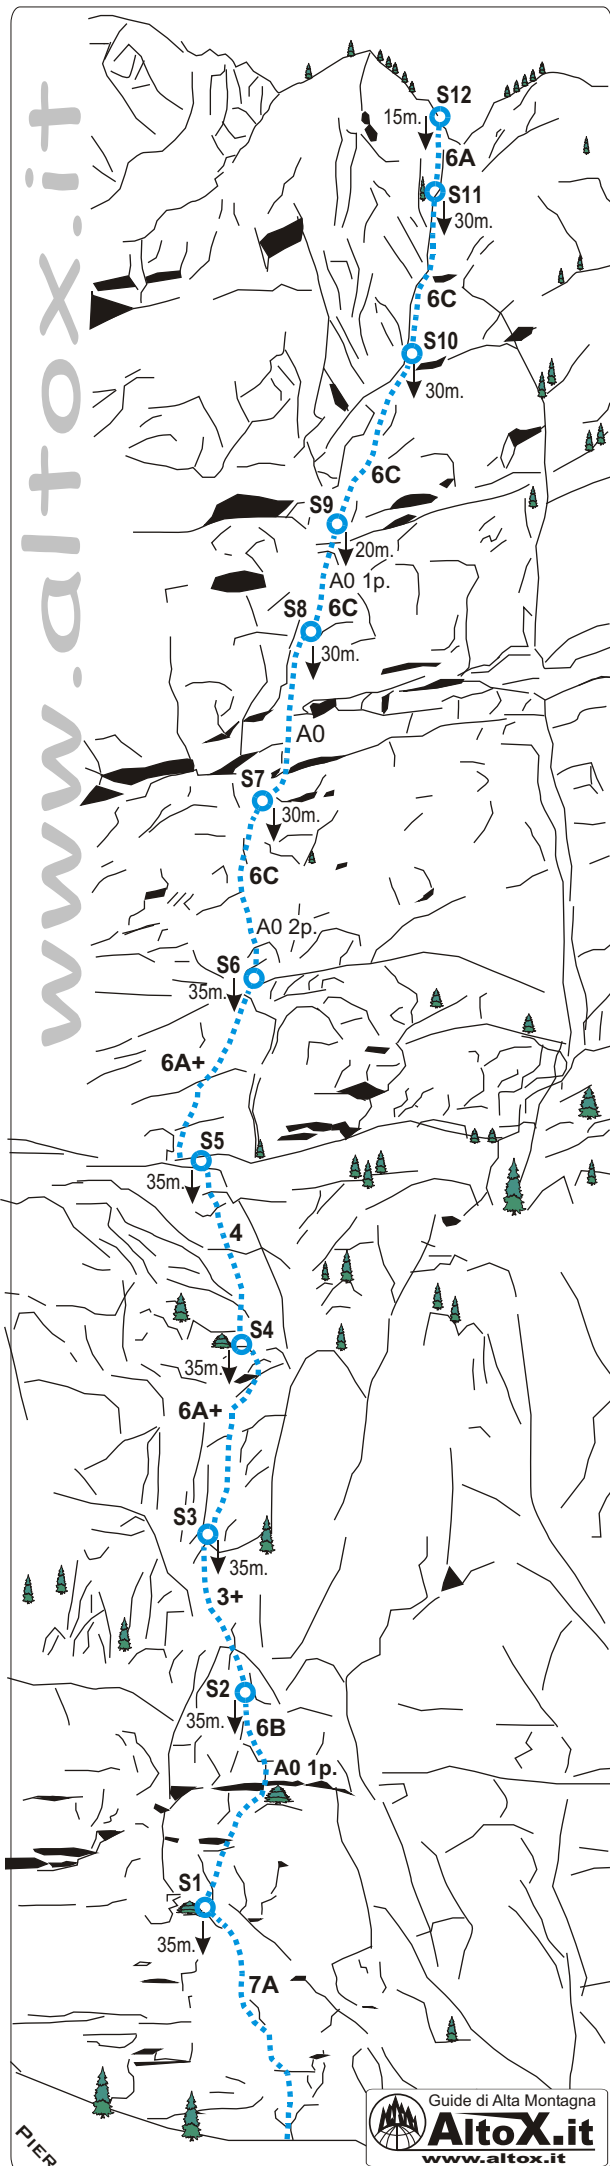 www.altox.it
S12
15m.
6A
S11
30m.
6C
S10
30m.
6C
S9
20m.
A0 1p.
6C
S8
30m.
A0
S7
30m.
6C
A0 2p.
S6
35m.
6A+
S5
35m.
4
S4
35m.
6A+
S3
35m.
3+
S2
35m.
6B
A0 1p.
S1
35m.
7A
PIER
Guide di Alta Montagna
AltoX.it
www.altox.it